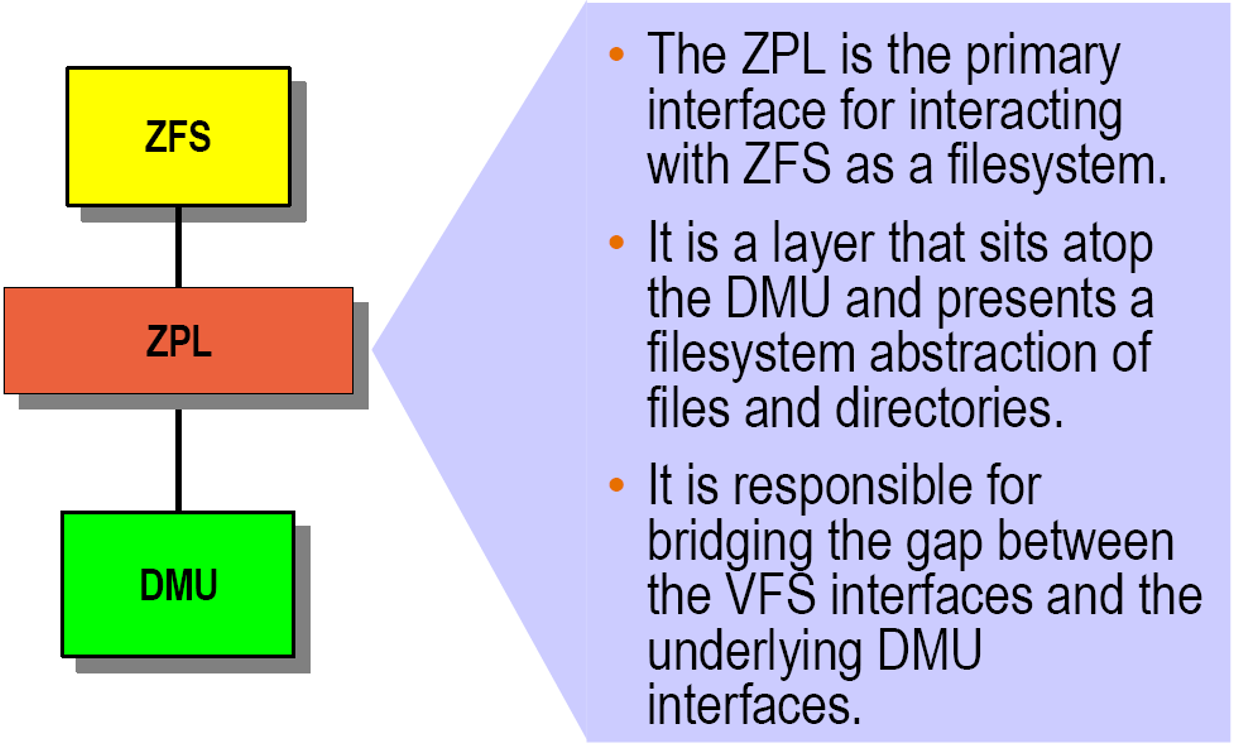 ZFS
ZPL
DMU
• The ZPL is the primary
interface for interacting
with ZFS as a filesystem.
• It is a layer that sits atop
the DMU and presents a
filesystem abstraction of
files and directories.
• It is responsible for
bridging the gap between
the VFS interfaces and the
underlying DMU
interfaces.